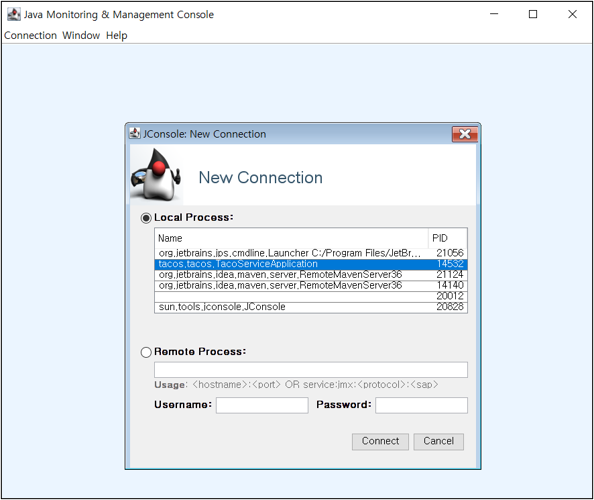 Java Monitoring & Management Console
Connection Window Help
JConsole: New Connection
New Connection
Local Process:
Name PID
org,jetbrains,jps,cmdline,Launcher C:/Program Files/JetBr... 21056
tacos,tacos,TacoServiceApplication 14532
org,jetbrains,idea,maven,server,RemoteMavenServer36 21124
org,jetbrains,idea,maven,server,RemoteMavenServer36 14140
20012
sun,tools,jconsole,JConsole 20828
Remote Process:
Usage: <hostname>:<port> OR service:jmx:<protocol>:<sap>
Username: Password:
Connect Cancel